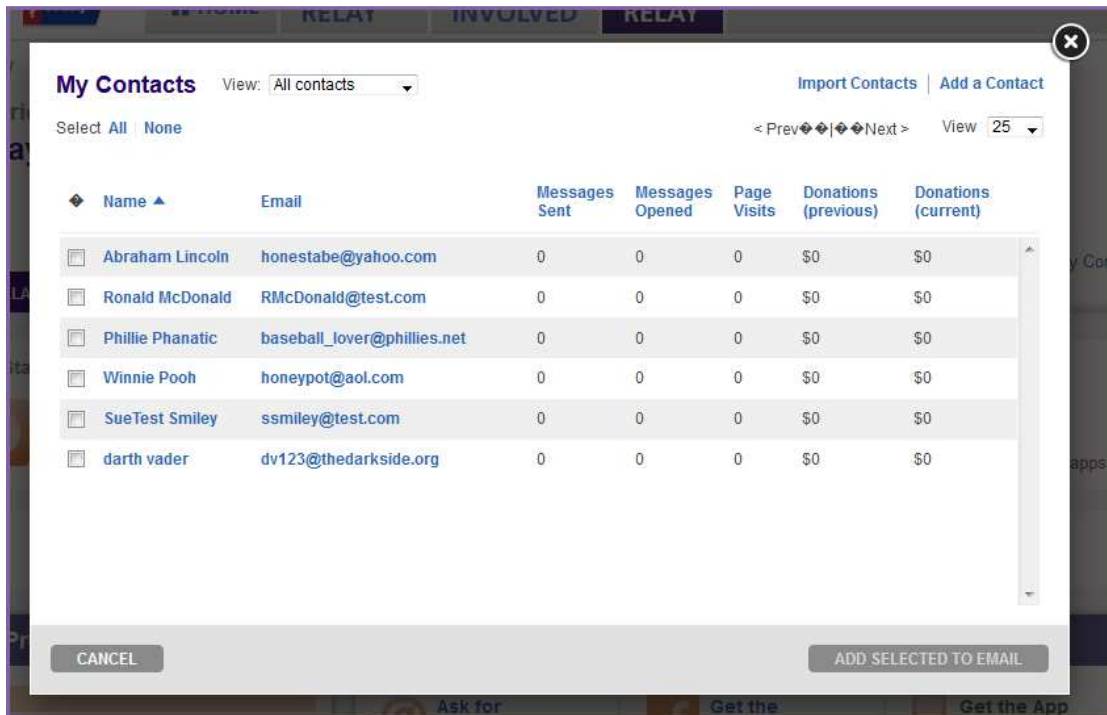 HOME RELAY INVOLVED RELAY
My Contacts View: All contacts Import Contacts | Add a Contact
Select All | None < Prev��|��Next > View 25
� Name ▲ Email Messages Sent Messages Opened Page Visits Donations (previous) Donations (current)
Abraham Lincoln honestabe@yahoo.com 0 0 0 $0 $0
Ronald McDonald RMcDonald@test.com 0 0 0 $0 $0
Phillie Phanatic baseball_lover@phillies.net 0 0 0 $0 $0
Winnie Pooh honeypot@aol.com 0 0 0 $0 $0
SueTest Smiley ssmiley@test.com 0 0 0 $0 $0
darth vader dv123@thedarkside.org 0 0 0 $0 $0
apps
CANCEL ADD SELECTED TO EMAIL
Ask for Get the Get the App